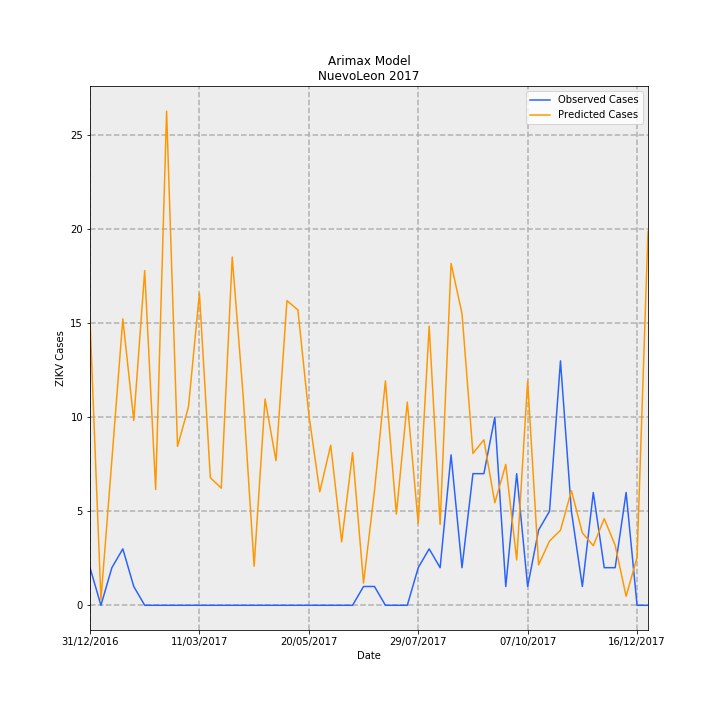 Arimax Model
NuevoLeon 2017
Observed Cases
Predicted Cases
25
20
15
10
5
0
ZIKV Cases
31/12/2016 11/03/2017 20/05/2017 29/07/2017 07/10/2017 16/12/2017
Date